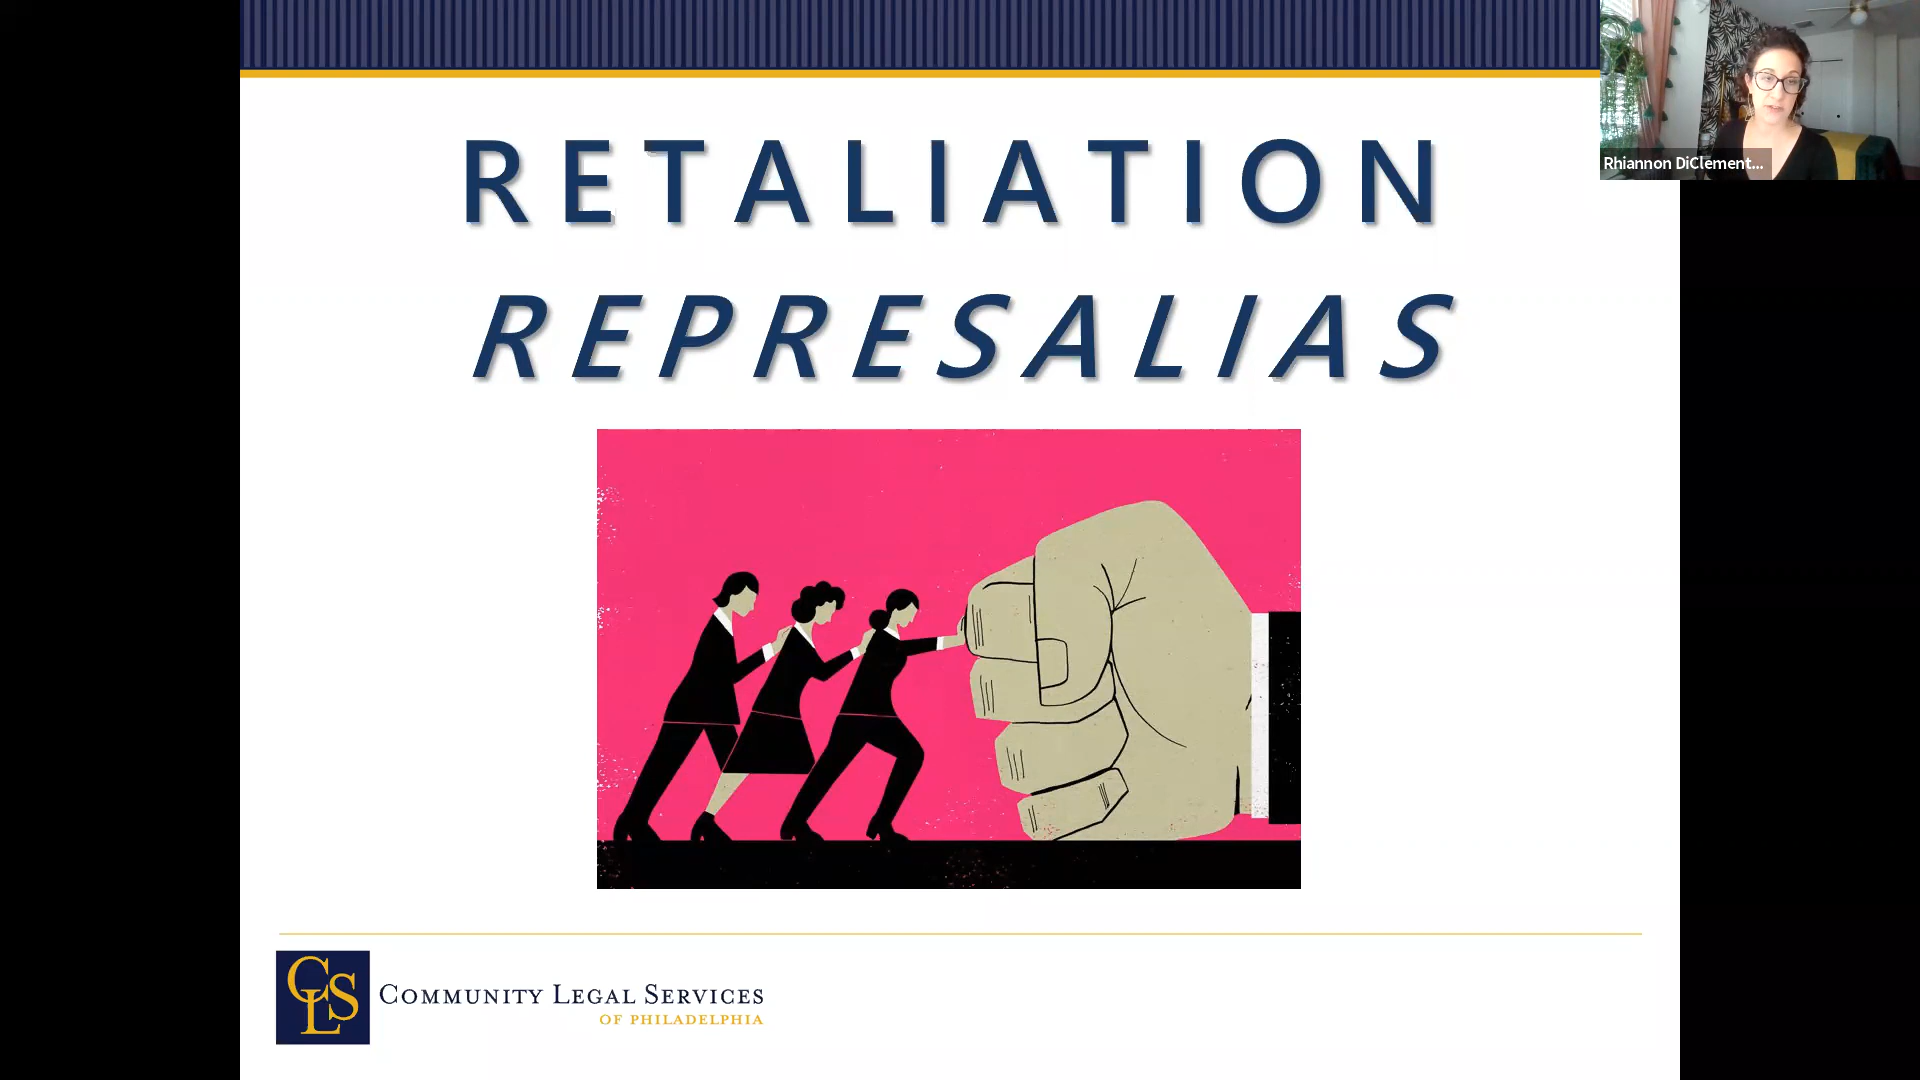 RETALIATION
REPRESALIAS
Rhiannon DiClement...
CLS
COMMUNITY LEGAL SERVICES
OF PHILADELPHIA